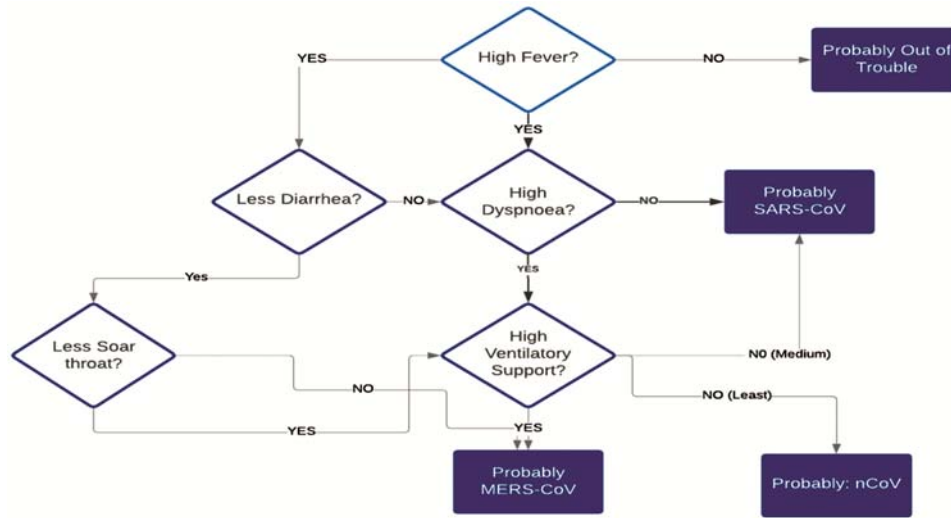 High Fever?
YES
NO
Probably Out of
Trouble
YES
Less Diarrhea?
NO
High
Dyspnoea?
NO
Probably
SARS-CoV
Yes
YES
Less Soar
throat?
High
Ventilatory
Support?
N0 (Medium)
NO
NO (Least)
YES
YES
Probably
MERS-CoV
Probably: nCoV